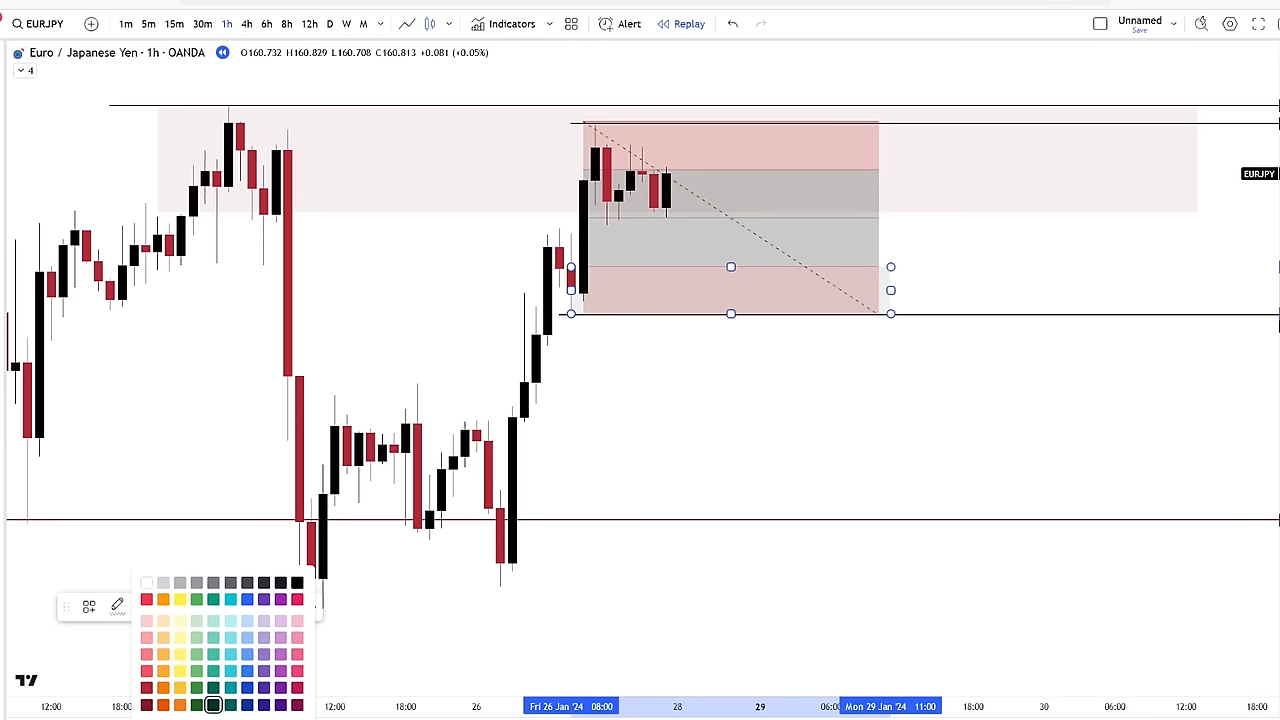 EURJPY 1m 5m 15m 30m 1h 4h 6h 8h 12h D W M Indicators Alert Replay Unnamed
Save
Euro / Japanese Yen · 1h · OANDA O160.732 H160.829 L160.708 C160.813 +0.081 (+0.05%)
4
EURJPY
12:00 18:00 12:00 18:00 26 Fri 26 Jan '24 08:00 28 29 06:00 Mon 29 Jan '24 11:00 18:00 30 06:00 12:00 18:00